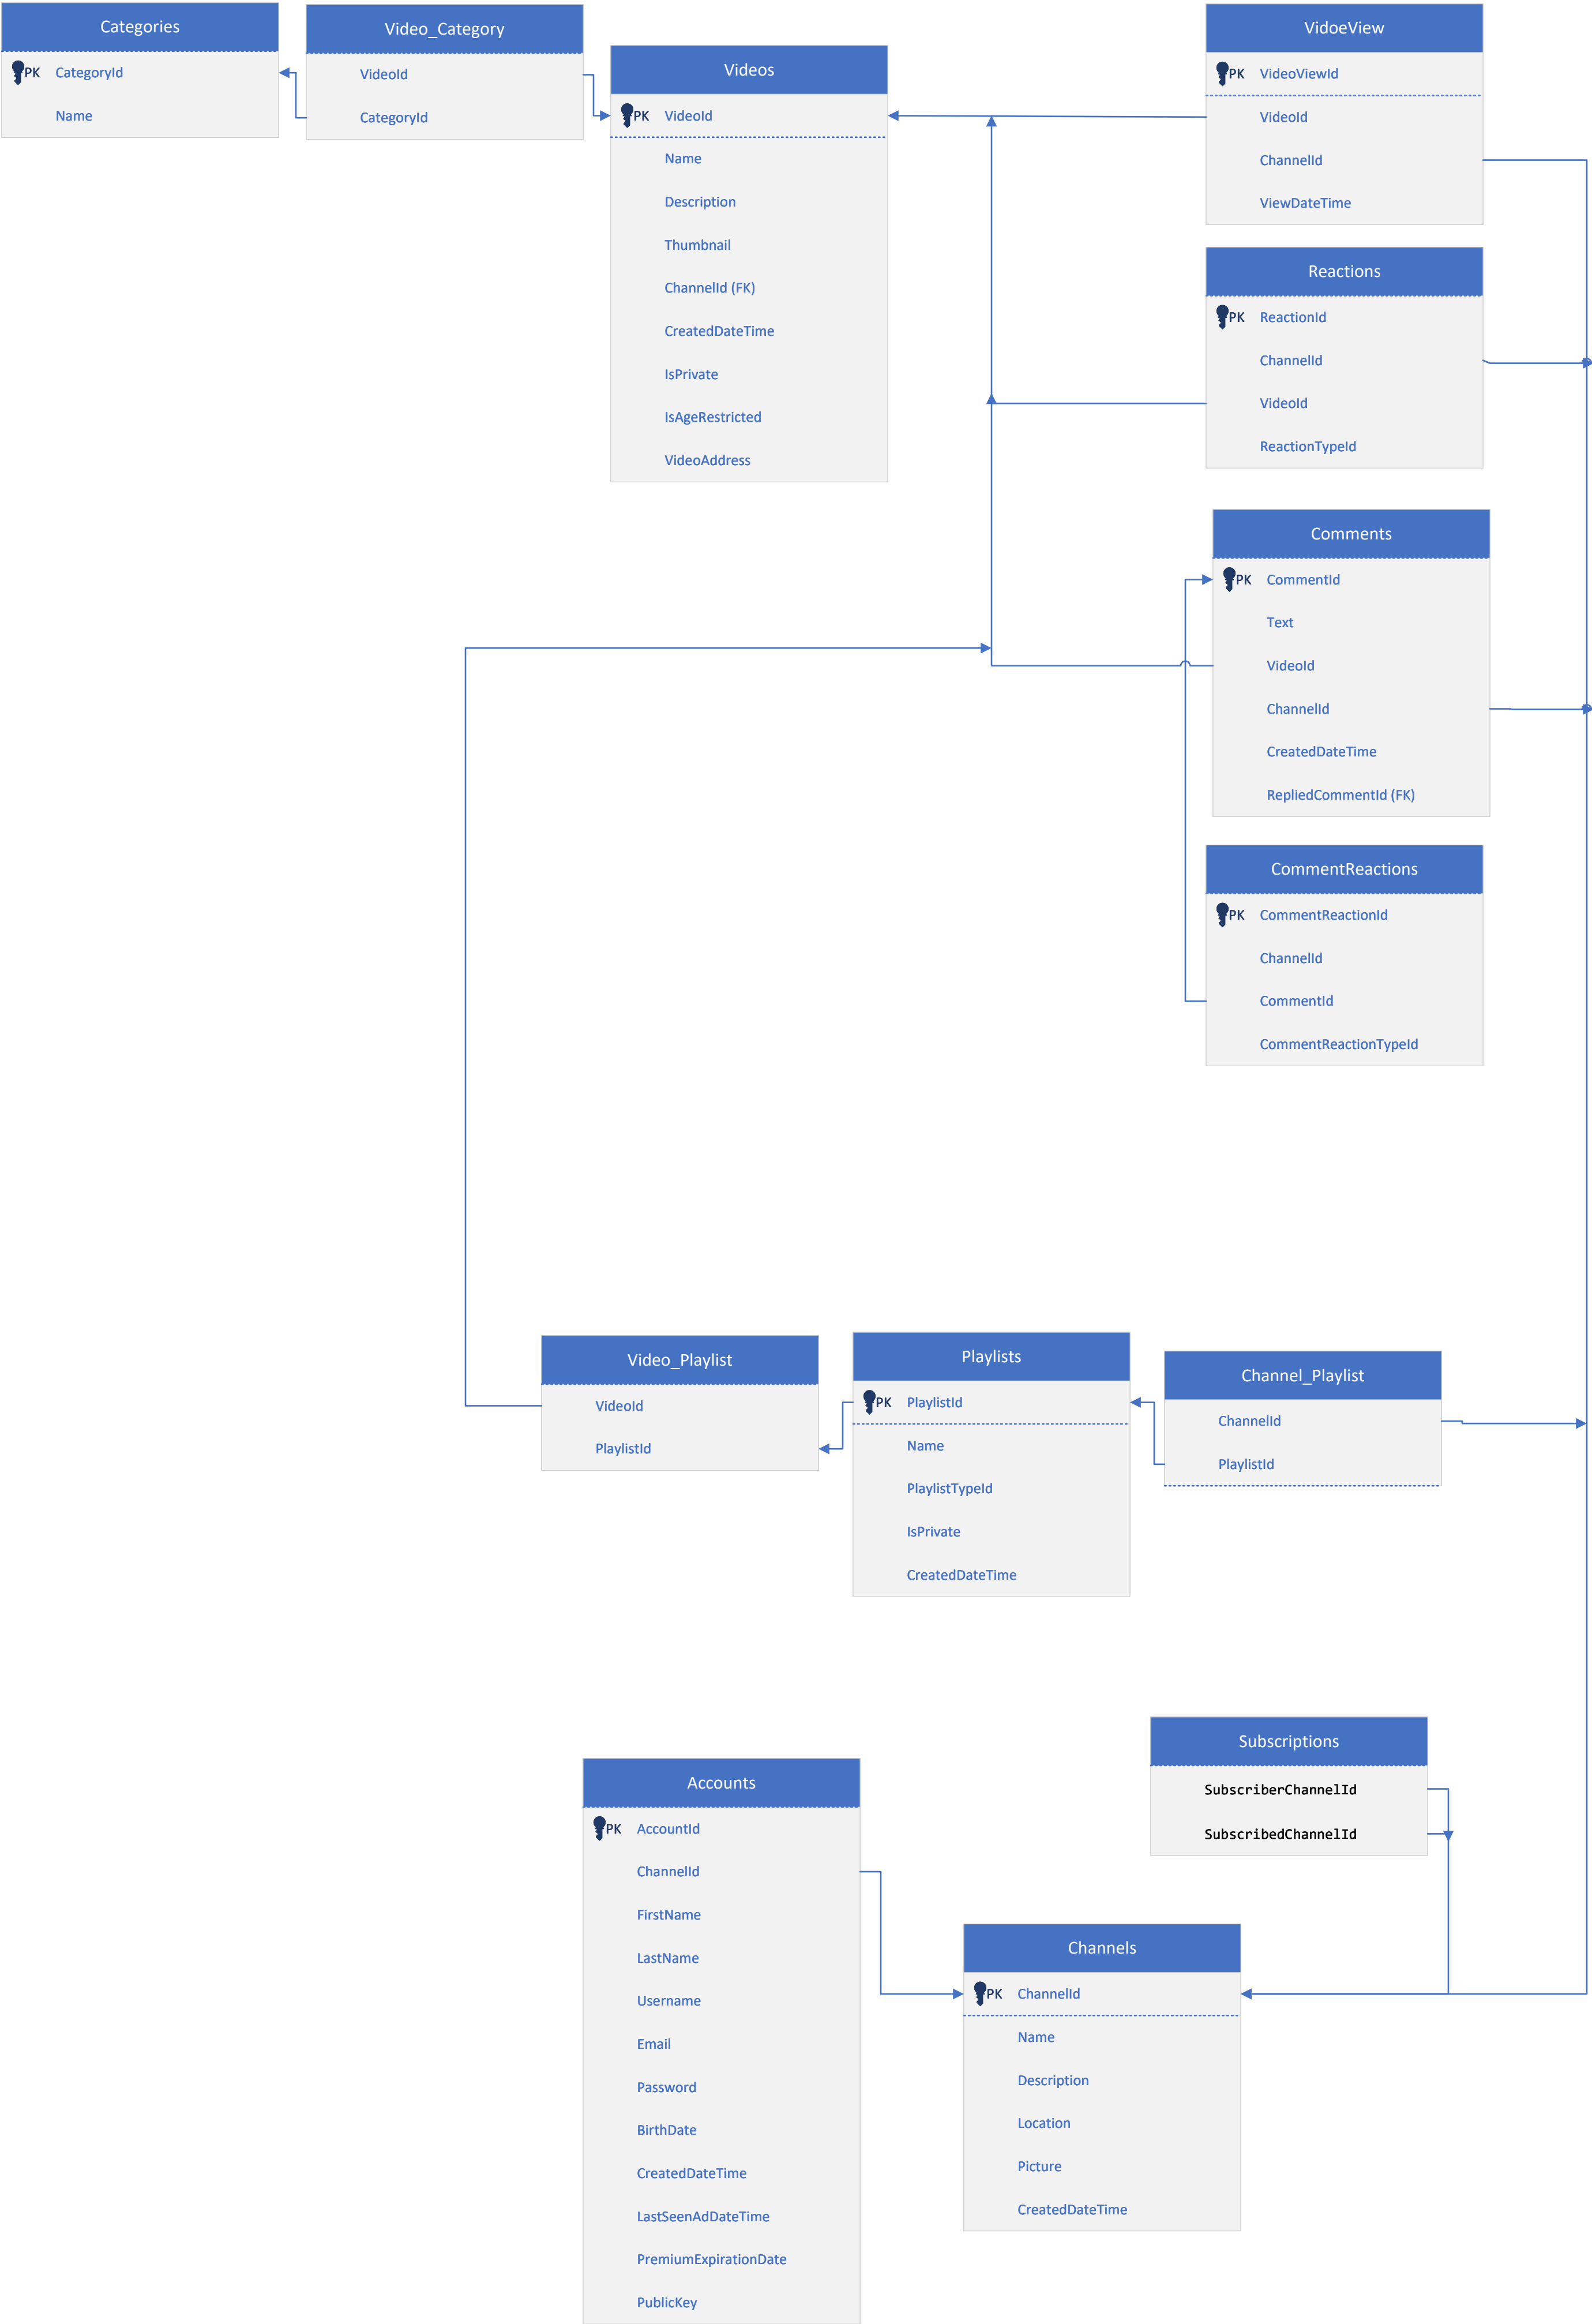 Categories
PK CategoryId
Name
Video_Category
VideoId
CategoryId
Videos
PK VideoId
Name
Description
Thumbnail
ChannelId (FK)
CreatedDateTime
IsPrivate
IsAgeRestricted
VideoAddress
VidoeView
PK VideoViewId
VideoId
ChannelId
ViewDateTime
Reactions
PK ReactionId
ChannelId
VideoId
ReactionTypeId
Comments
PK CommentId
Text
VideoId
ChannelId
CreatedDateTime
RepliedCommentId (FK)
CommentReactions
PK CommentReactionId
ChannelId
CommentId
CommentReactionTypeId
Video_Playlist
VideoId
PlaylistId
Playlists
PK PlaylistId
Name
PlaylistTypeId
IsPrivate
CreatedDateTime
Channel_Playlist
ChannelId
PlaylistId
Subscriptions
SubscriberChannelId
SubscribedChannelId
Accounts
PK AccountId
ChannelId
FirstName
LastName
Username
Email
Password
BirthDate
CreatedDateTime
LastSeenAdDateTime
PremiumExpirationDate
PublicKey
Channels
PK ChannelId
Name
Description
Location
Picture
CreatedDateTime